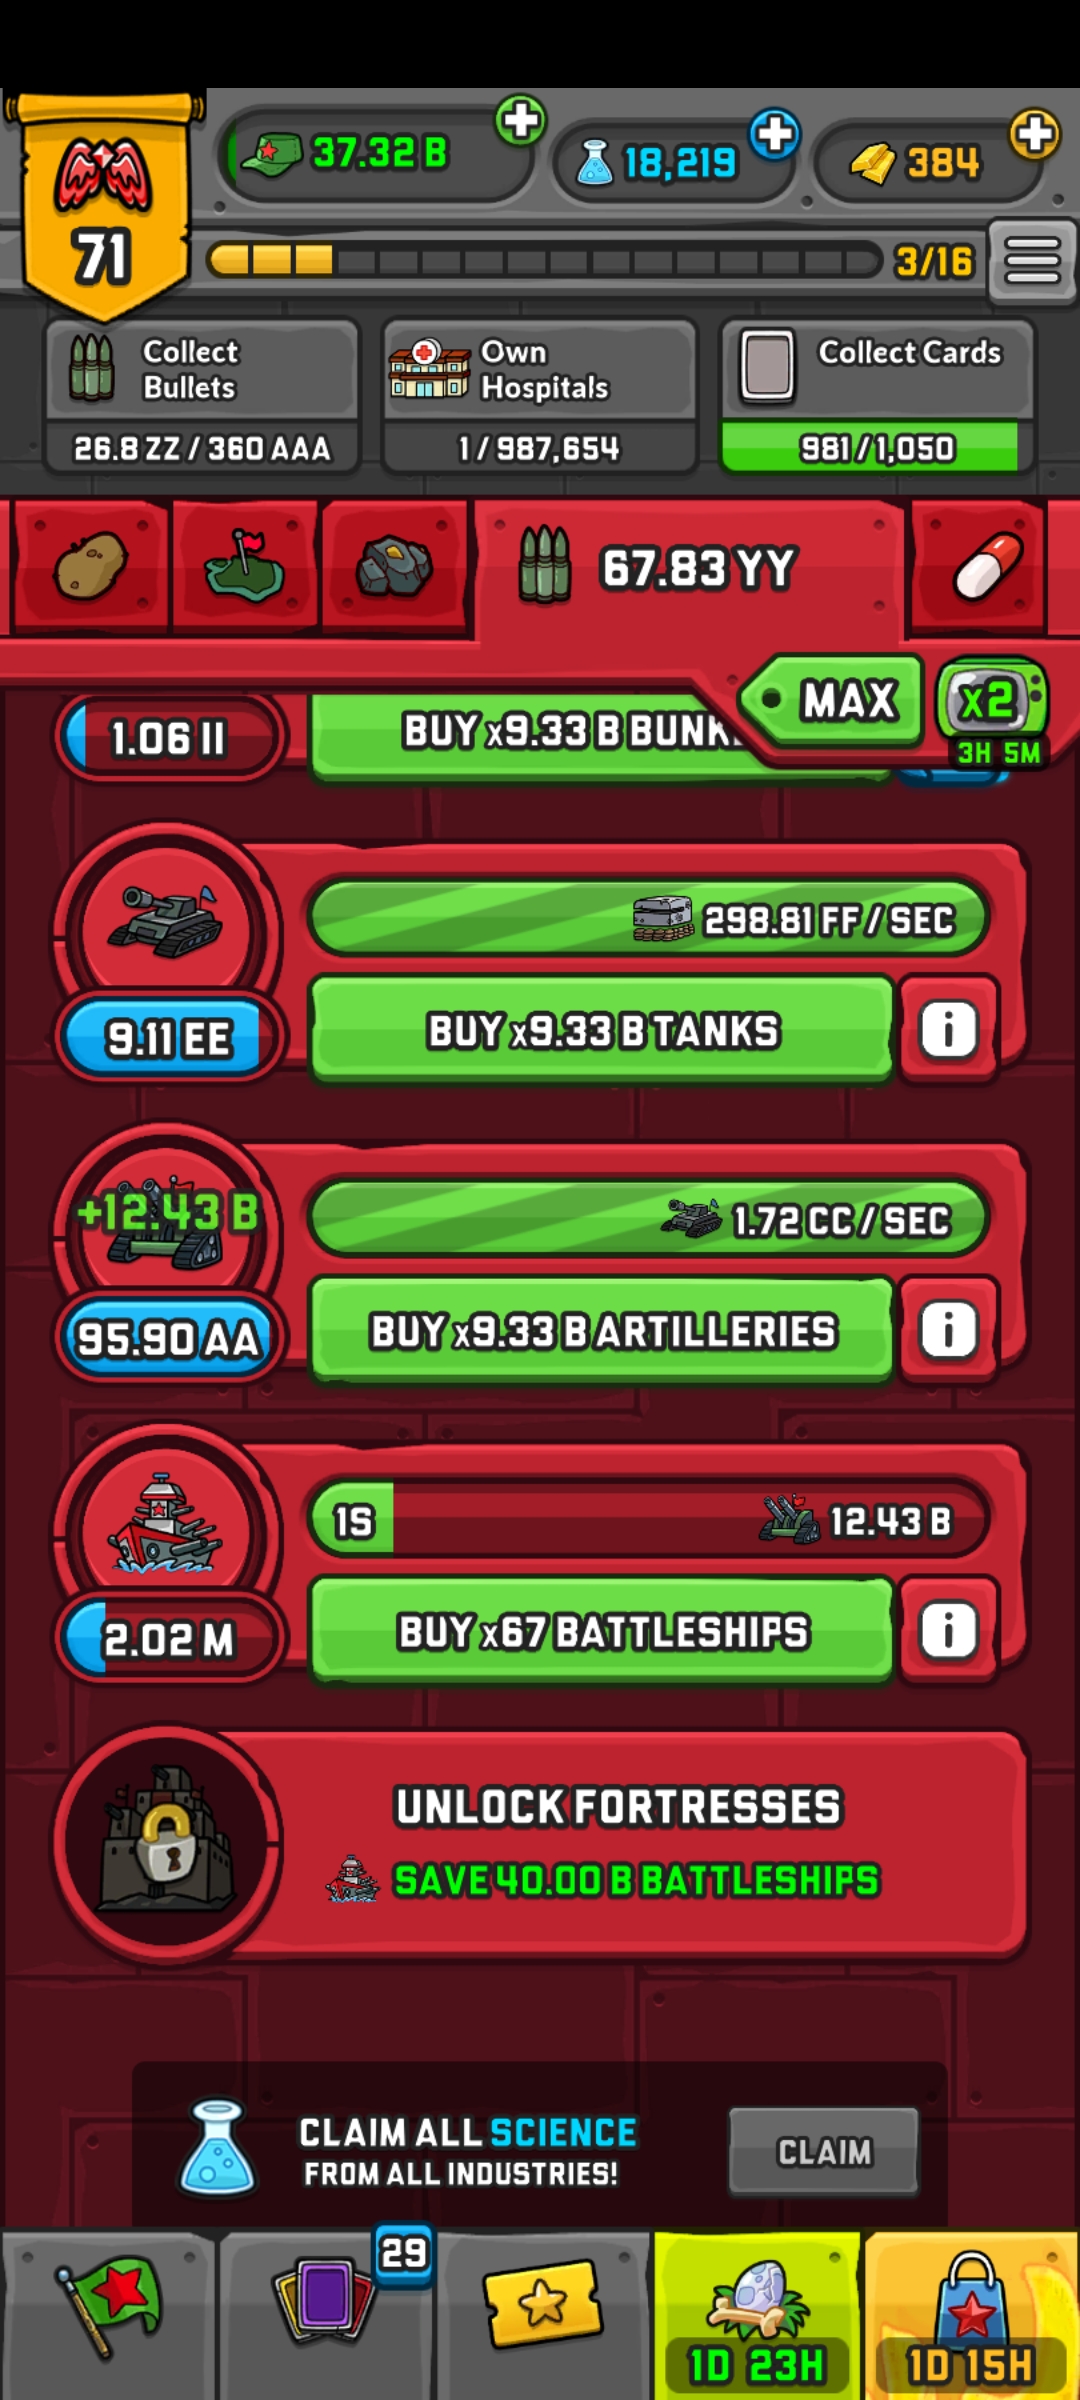 37.32 B
18,219
384
71
3/16
Collect Bullets
26.8 ZZ / 360 AAA
Own Hospitals
1 / 987,654
Collect Cards
981 / 1,050
67.83 YY
MAX
x2
3H 5M
1.06 II
BUY x9.33 B
298.81 FF / SEC
9.11 EE
BUY x9.33 B TANKS
+12.43 B
1.72 CC / SEC
95.90 AA
BUY x9.33 B ARTILLERIES
1S
12.43 B
2.02 M
BUY x67 BATTLESHIPS
UNLOCK FORTRESSES
SAVE 40.00 B BATTLESHIPS
CLAIM ALL SCIENCE
FROM ALL INDUSTRIES!
CLAIM
29
1D 23H
1D 15H